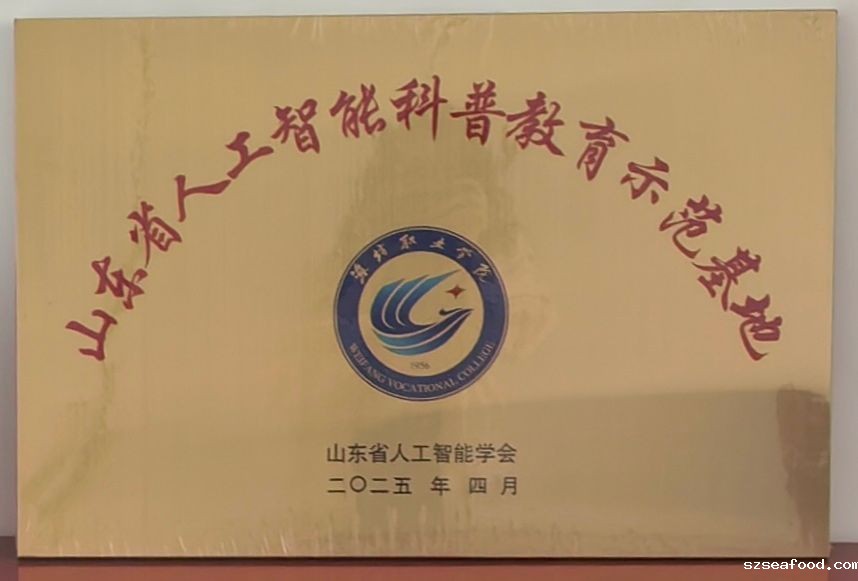 山东省人工智能科普教育示范基地
潍坊职业学院
1956
WEIFANG VOCATIONAL COLLEGE
山东省人工智能学会
二〇二五 年 四 月
szseafood.com